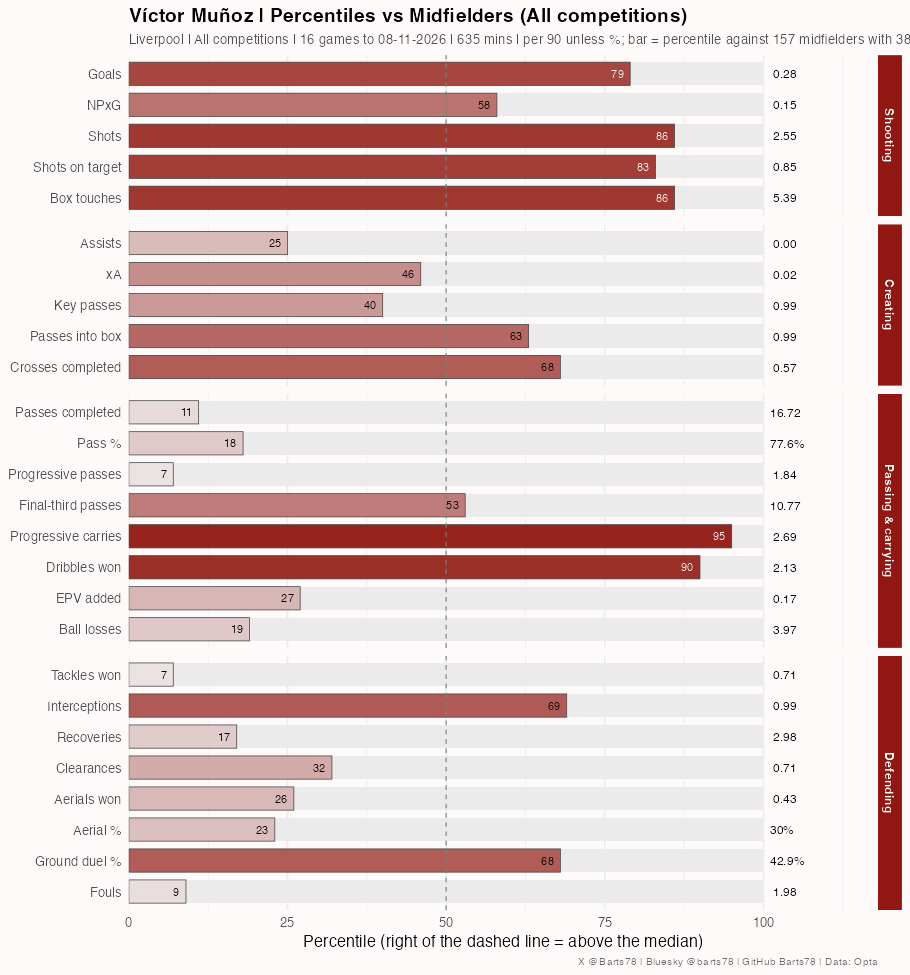 Víctor Muñoz | Percentiles vs Midfielders (All competitions)
Liverpool | All competitions | 16 games to 08-11-2026 | 635 mins | per 90 unless %; bar = percentile against 157 midfielders with 38
Goals 79 0.28
NPxG 58 0.15
Shots 86 2.55
Shots on target 83 0.85
Box touches 86 5.39
Shooting
Assists 25 0.00
xA 46 0.02
Key passes 40 0.99
Passes into box 63 0.99
Crosses completed 68 0.57
Creating
Passes completed 11 16.72
Pass % 18 77.6%
Progressive passes 7 1.84
Final-third passes 53 10.77
Progressive carries 95 2.69
Dribbles won 90 2.13
EPV added 27 0.17
Ball losses 19 3.97
Passing & carrying
Tackles won 7 0.71
Interceptions 69 0.99
Recoveries 17 2.98
Clearances 32 0.71
Aerials won 26 0.43
Aerial % 23 30%
Ground duel % 68 42.9%
Fouls 9 1.98
Defending
0 25 50 75 100
Percentile (right of the dashed line = above the median)
X @Barts78 | Bluesky @barts78 | GitHub Barts78 | Data: Opta